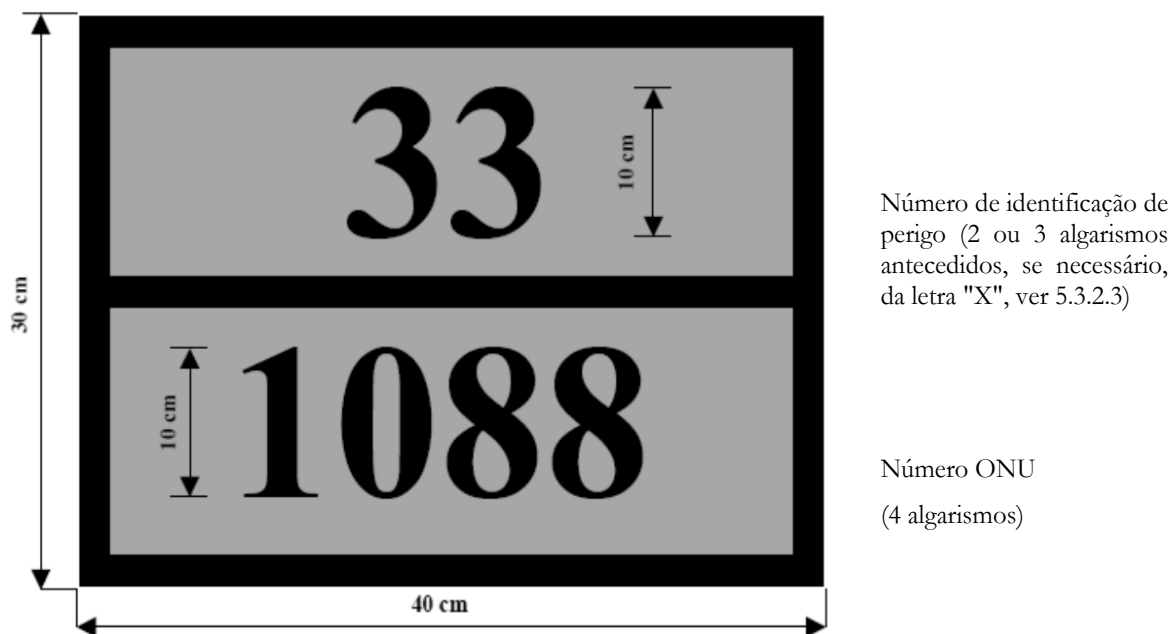 33
10 cm
30 cm
Número de identificação de
perigo (2 ou 3 algarismos
antecedidos, se necessário,
da letra "X", ver 5.3.2.3)
10 cm
1088
Número ONU
(4 algarismos)
40 cm